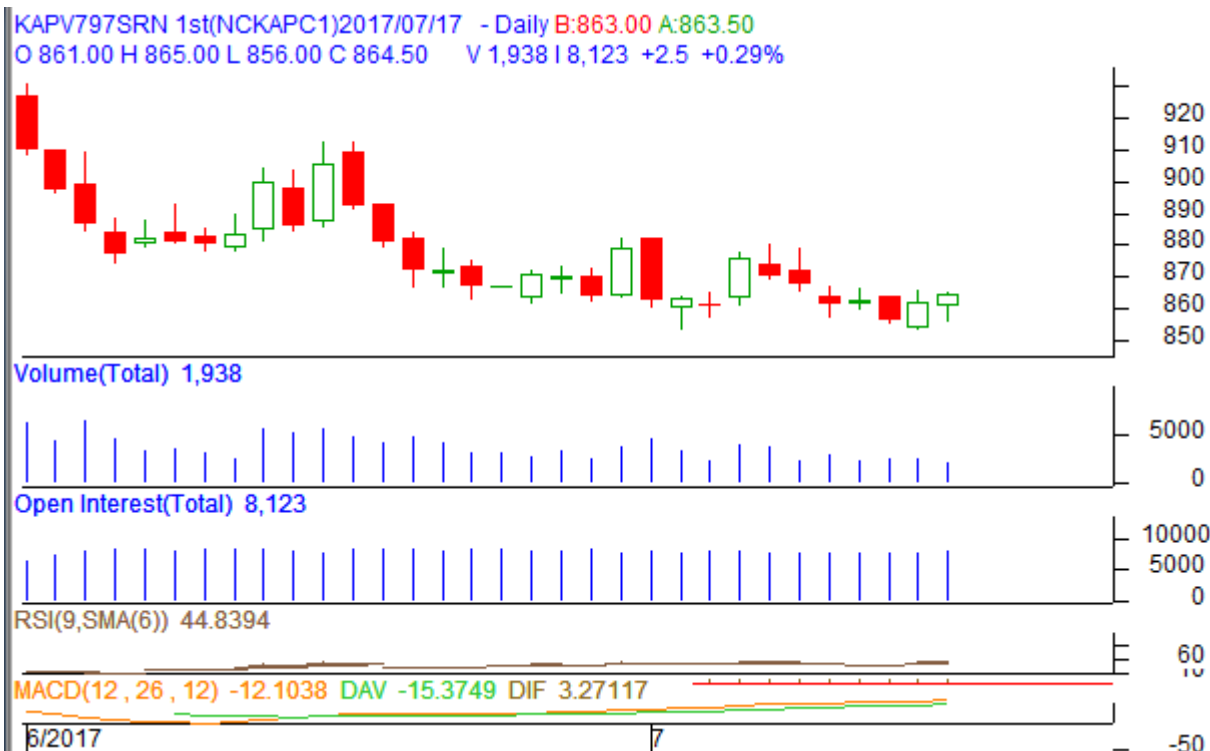 KAPV797SRN 1st(NCKAPC1)2017/07/17 - Daily B:863.00 A:863.50
O 861.00 H 865.00 L 856.00 C 864.50 V 1,938 I 8,123 +2.5 +0.29%
920
910
900
890
880
870
860
850
Volume(Total) 1,938
5000
0
Open Interest(Total) 8,123
10000
5000
0
RSI(9,SMA(6)) 44.8394
60
MACD(12 , 26 , 12) -12.1038 DAV -15.3749 DIF 3.27117
-50
6/2017 7